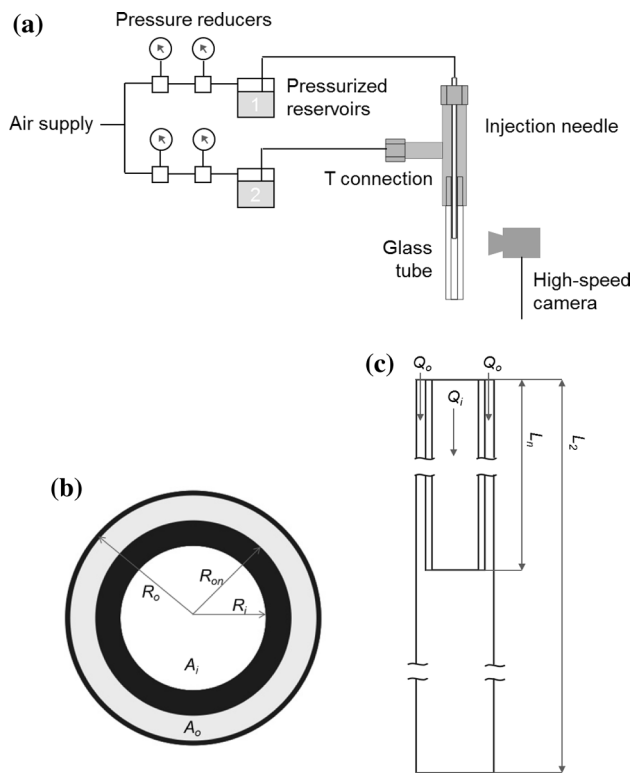 (a)
Pressure reducers
Air supply
1
Pressurized
reservoirs
2
T connection
Injection needle
Glass
tube
High-speed
camera
(b)
Ro
Ron
Ri
Ai
Ao
(c)
Qo
Qo
Qi
Ln
L2